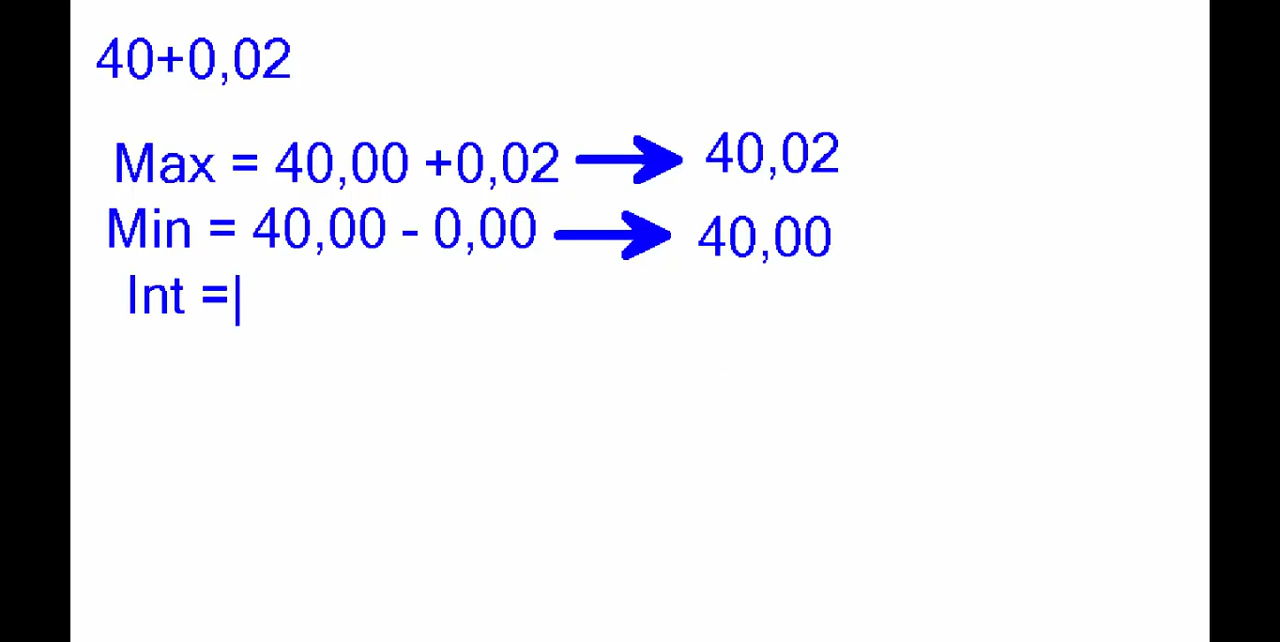 40+0,02
Max = 40,00 +0,02 → 40,02
Min = 40,00 - 0,00 → 40,00
Int =